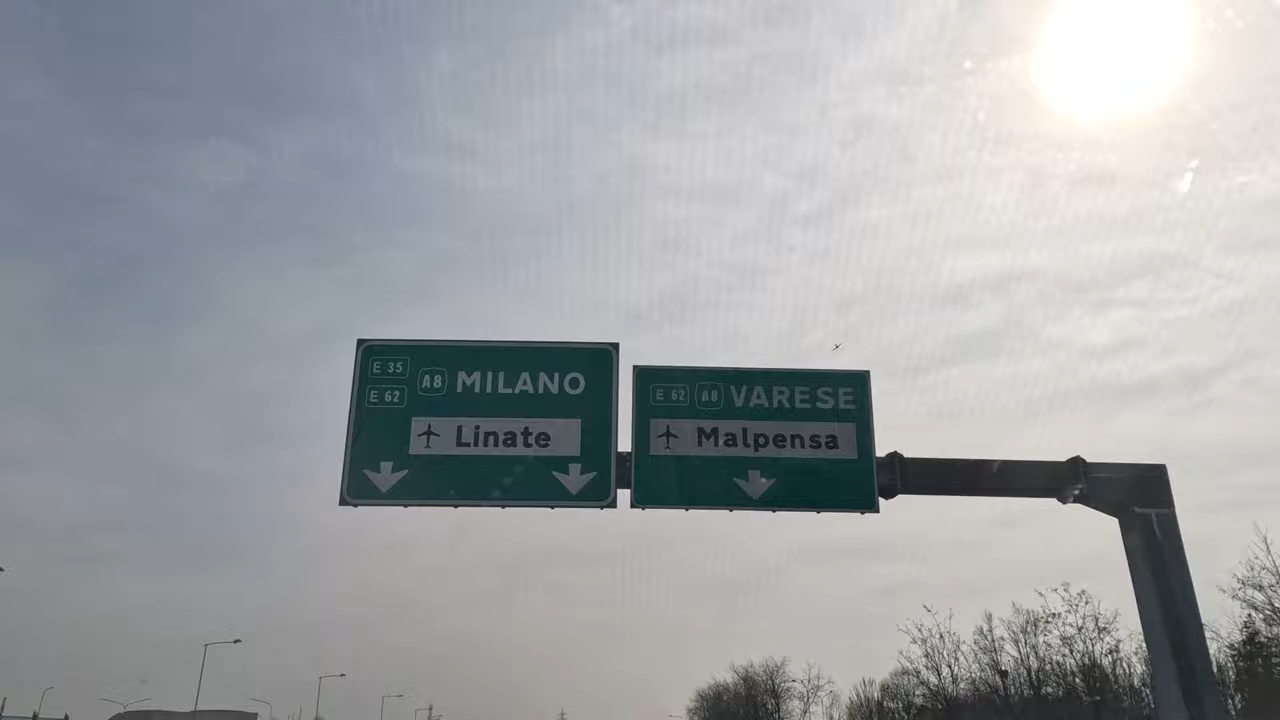 E 35
E 62
A8 MILANO
Linate
E 62 A8 VARESE
Malpensa